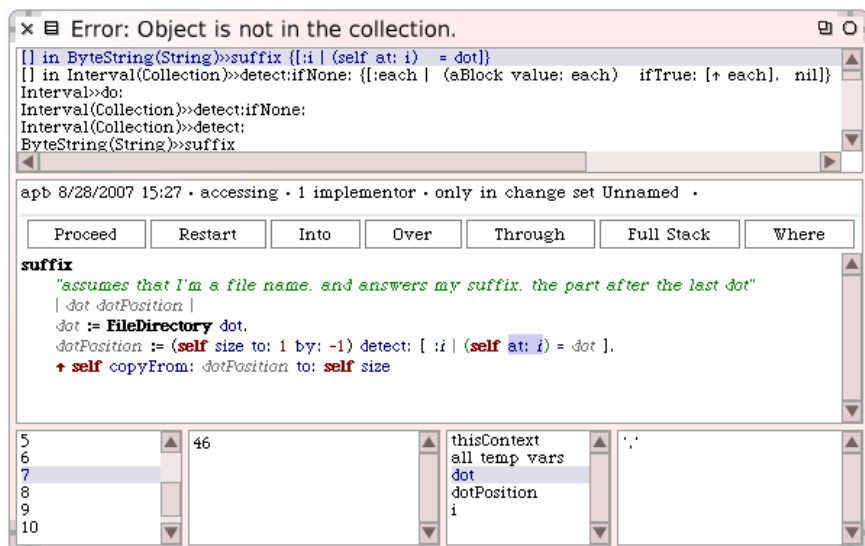 Error: Object is not in the collection.
[] in ByteString(String)»suffix {[:i | (self at: i)  = dot]}
[] in Interval(Collection)»detect:ifNone: {[:each | (aBlock value: each)  ifTrue: [↑ each].  nil]}
Interval»do:
Interval(Collection)»detect:ifNone:
Interval(Collection)»detect:
ByteString(String)»suffix
apb 8/28/2007 15:27 · accessing · 1 implementor · only in change set Unnamed ·
Proceed Restart Into Over Through Full Stack Where
suffix
"assumes that I'm a file name. and answers my suffix. the part after the last dot"
| dot dotPosition |
dot := FileDirectory dot.
dotPosition := (self size to: 1 by: -1) detect: [ :i | (self at: i) = dot ].
↑ self copyFrom: dotPosition to: self size
5
6
7
8
9
10
46
thisContext
all temp vars
dot
dotPosition
i
'.'